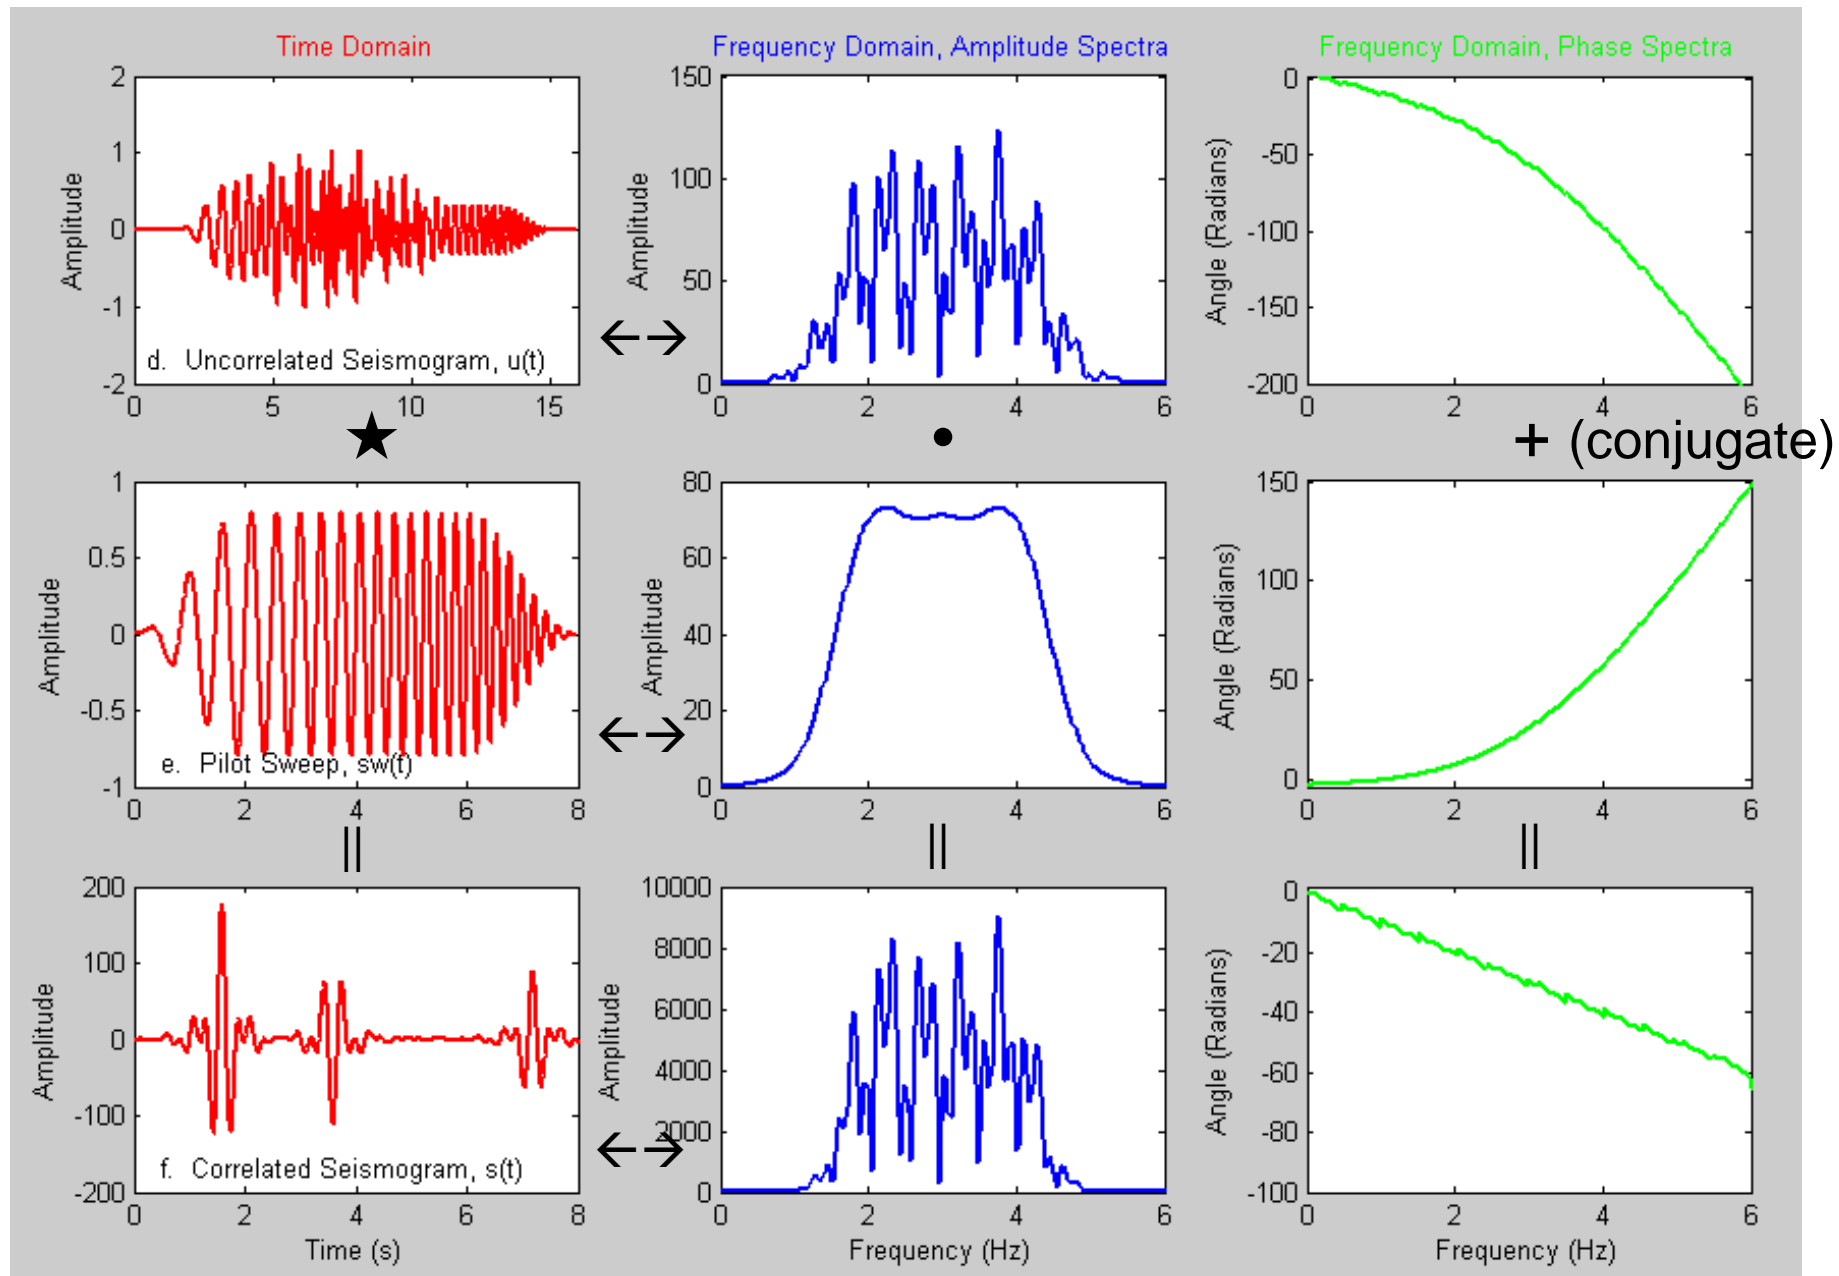 Time Domain
Frequency Domain, Amplitude Spectra
Frequency Domain, Phase Spectra
2
1
0
-1
-2
Amplitude
d. Uncorrelated Seismogram, u(t)
0 5 10 15
150
100
50
0
Amplitude
0 2 4 6
0
-50
-100
-150
-200
Angle (Radians)
0 2 4 6
←→
★
•
+ (conjugate)
1
0.5
0
-0.5
-1
Amplitude
e. Pilot Sweep, sw(t)
0 2 4 6 8
80
60
40
20
0
Amplitude
0 2 4 6
150
100
50
0
Angle (Radians)
0 2 4 6
←→
||
||
||
200
100
0
-100
-200
Amplitude
f. Correlated Seismogram, s(t)
0 2 4 6 8
Time (s)
10000
8000
6000
4000
2000
0
Amplitude
0 2 4 6
Frequency (Hz)
0
-20
-40
-60
-80
-100
Angle (Radians)
0 2 4 6
Frequency (Hz)
←→